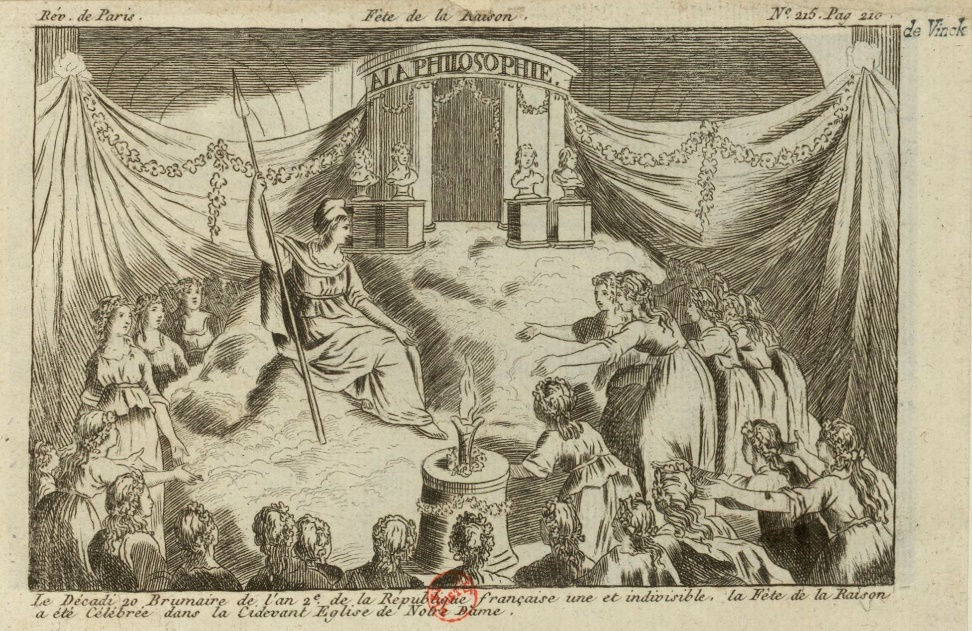 Rév. de Paris.
Fête de la Raison.
Nº. 215. Pag 210.
de Vinck
A LA PHILOSOPHIE
Le Décadi 20 Brumaire de l'an 2e. de la République française une et indivisible, la Fête de la Raison
a été Célébrée dans la Cidevant Eglise de Notre Dame.